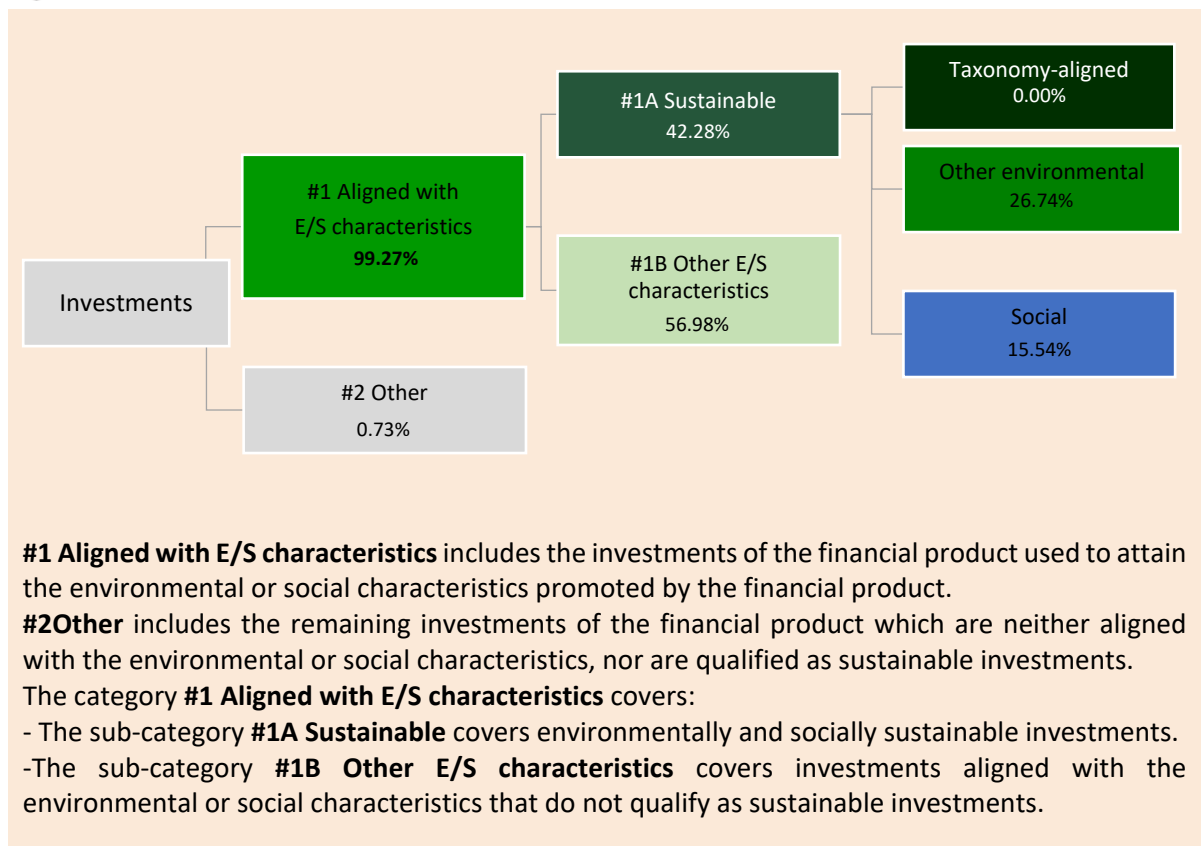 Taxonomy-aligned
0.00%
#1A Sustainable
42.28%
Other environmental
26.74%
#1 Aligned with
E/S characteristics
99.27%
#1B Other E/S
characteristics
56.98%
Investments
Social
15.54%
#2 Other
0.73%
#1 Aligned with E/S characteristics includes the investments of the financial product used to attain
the environmental or social characteristics promoted by the financial product.
#2Other includes the remaining investments of the financial product which are neither aligned
with the environmental or social characteristics, nor are qualified as sustainable investments.
The category #1 Aligned with E/S characteristics covers:
- The sub-category #1A Sustainable covers environmentally and socially sustainable investments.
-The sub-category #1B Other E/S characteristics covers investments aligned with the
environmental or social characteristics that do not qualify as sustainable investments.